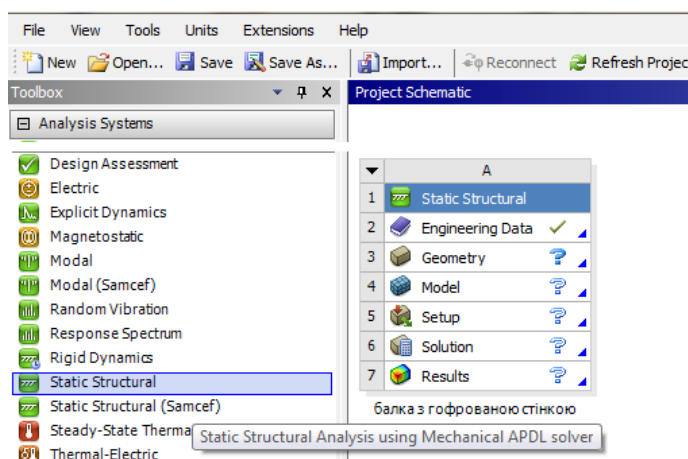 File View Tools Units Extensions Help
New Open... Save Save As... Import... Reconnect Refresh Projec
Toolbox
Analysis Systems
Design Assessment
Electric
Explicit Dynamics
Magnetostatic
Modal
Modal (Samcef)
Random Vibration
Response Spectrum
Rigid Dynamics
Static Structural
Static Structural (Samcef)
Steady-State Therma
Thermal-Electric
Static Structural Analysis using Mechanical APDL solver
Project Schematic
A
1 Static Structural
2 Engineering Data
3 Geometry
4 Model
5 Setup
6 Solution
7 Results
балка з гофрованою стінкою